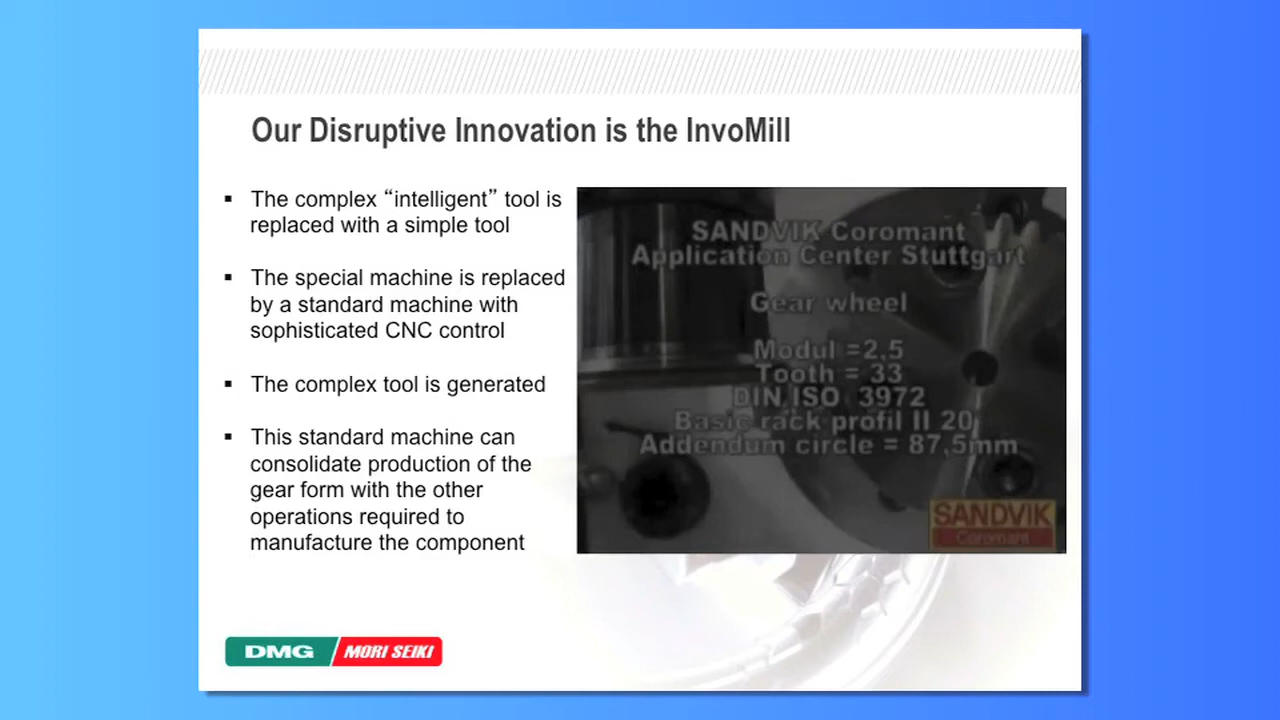 Our Disruptive Innovation is the InvoMill
▪ The complex “intelligent” tool is
replaced with a simple tool
▪ The special machine is replaced
by a standard machine with
sophisticated CNC control
▪ The complex tool is generated
▪ This standard machine can
consolidate production of the
gear form with the other
operations required to
manufacture the component
SANDVIK Coromant
Application Center Stuttgart
Gear wheel
Modul =2,5
Tooth = 33
DIN ISO 3972
Basic rack profil II 20
Addendum circle = 87,5mm
SANDVIK
Coromant
DMG MORI SEIKI